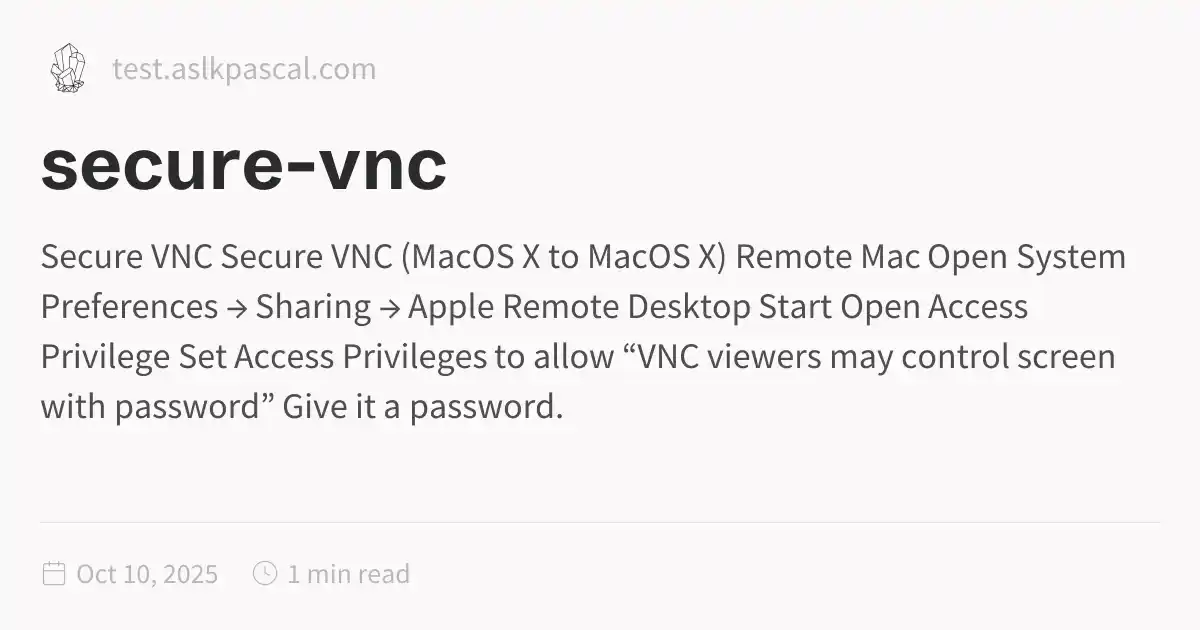 test.aslkpascal.com
secure-vnc
Secure VNC Secure VNC (MacOS X to MacOS X) Remote Mac Open System
Preferences → Sharing → Apple Remote Desktop Start Open Access
Privilege Set Access Privileges to allow “VNC viewers may control screen
with password” Give it a password.
Oct 10, 2025 1 min read